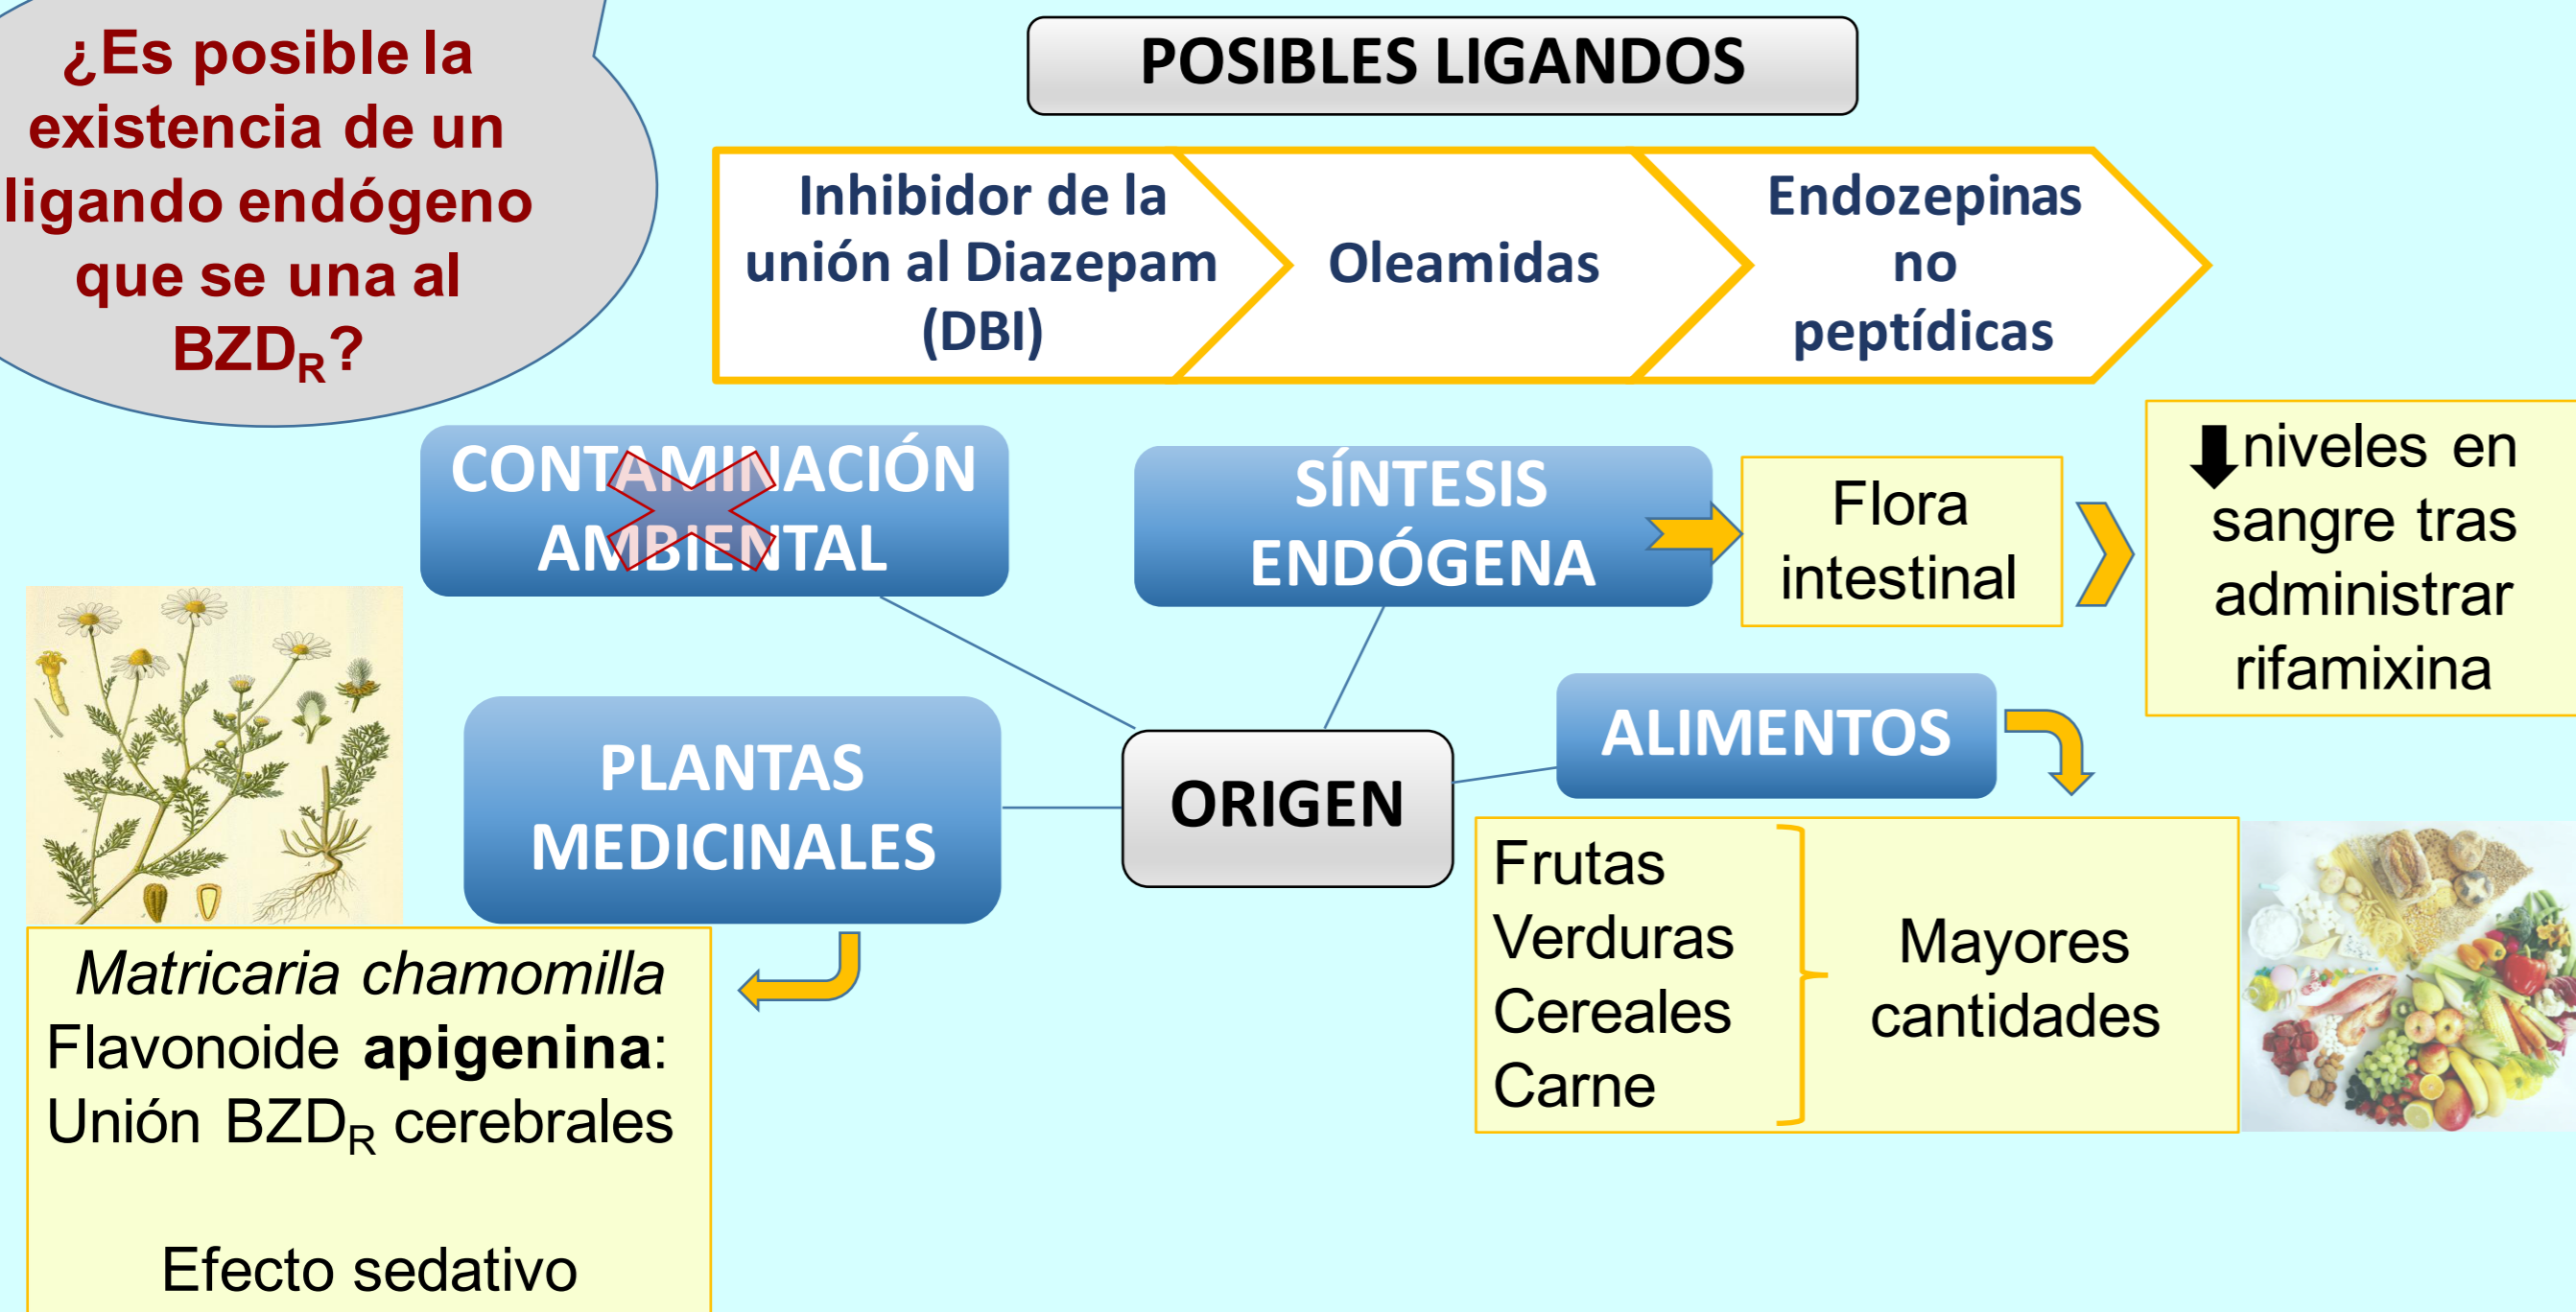 ¿Es posible la
existencia de un
ligando endógeno
que se una al
BZDR?
POSIBLES LIGANDOS
Inhibidor de la
unión al Diazepam
(DBI)
Oleamidas
Endozepinas
no
peptídicas
CONTAMINACIÓN
AMBIENTAL
SÍNTESIS
ENDÓGENA
Flora
intestinal
niveles en
sangre tras
administrar
rifamixina
PLANTAS
MEDICINALES
ORIGEN
ALIMENTOS
Frutas
Verduras
Cereales
Carne
Mayores
cantidades
Matricaria chamomilla
Flavonoide apigenina:
Unión BZDR cerebrales
Efecto sedativo